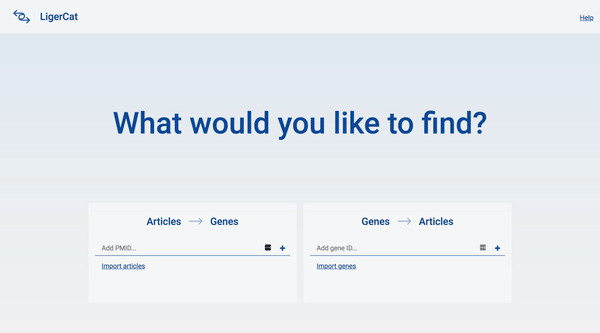 LigerCat
Help
What would you like to find?
Articles → Genes
Add PMID...
Import articles
Genes → Articles
Add gene ID...
Import genes